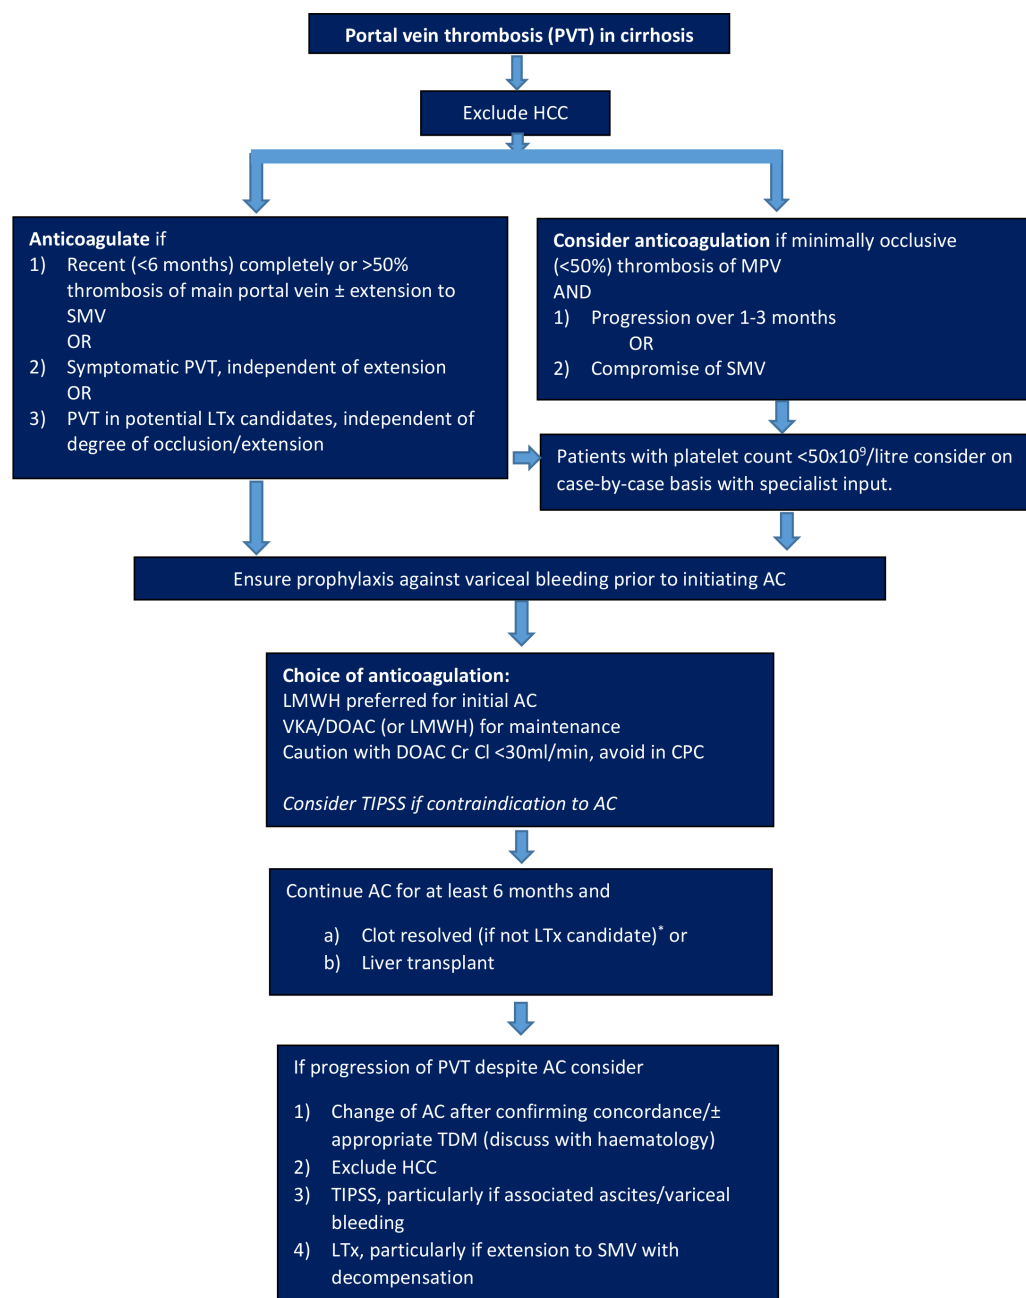 Portal vein thrombosis (PVT) in cirrhosis
Exclude HCC
Anticoagulate if
1) Recent (<6 months) completely or >50%
thrombosis of main portal vein ± extension to
SMV
OR
2) Symptomatic PVT, independent of extension
OR
3) PVT in potential LTx candidates, independent of
degree of occlusion/extension
Consider anticoagulation if minimally occlusive
(<50%) thrombosis of MPV
AND
1) Progression over 1-3 months
OR
2) Compromise of SMV
Patients with platelet count <50x10⁹/litre consider on
case-by-case basis with specialist input.
Ensure prophylaxis against variceal bleeding prior to initiating AC
Choice of anticoagulation:
LMWH preferred for initial AC
VKA/DOAC (or LMWH) for maintenance
Caution with DOAC Cr Cl <30ml/min, avoid in CPC
Consider TIPSS if contraindication to AC
Continue AC for at least 6 months and
a) Clot resolved (if not LTx candidate)* or
b) Liver transplant
If progression of PVT despite AC consider
1) Change of AC after confirming concordance/±
appropriate TDM (discuss with haematology)
2) Exclude HCC
3) TIPSS, particularly if associated ascites/variceal
bleeding
4) LTx, particularly if extension to SMV with
decompensation